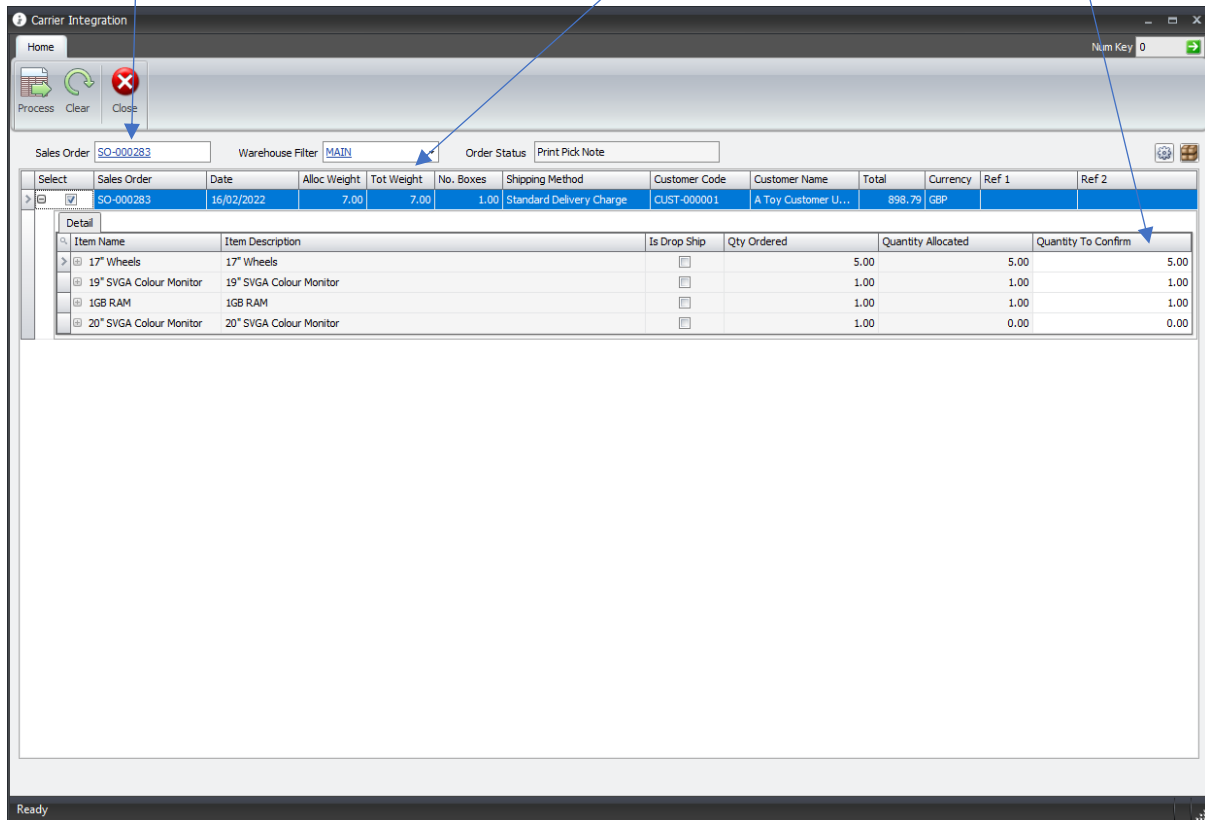 Carrier Integration
Home Num Key 0
Process Clear Close
Sales Order SO-000283 Warehouse Filter MAIN Order Status Print Pick Note
Select Sales Order Date Alloc Weight Tot Weight No. Boxes Shipping Method Customer Code Customer Name Total Currency Ref 1 Ref 2
SO-000283 16/02/2022 7.00 7.00 1.00 Standard Delivery Charge CUST-000001 A Toy Customer U... 898.79 GBP
Detail
Item Name Item Description Is Drop Ship Qty Ordered Quantity Allocated Quantity To Confirm
17" Wheels 17" Wheels 5.00 5.00 5.00
19" SVGA Colour Monitor 19" SVGA Colour Monitor 1.00 1.00 1.00
1GB RAM 1GB RAM 1.00 1.00 1.00
20" SVGA Colour Monitor 20" SVGA Colour Monitor 1.00 0.00 0.00
Ready